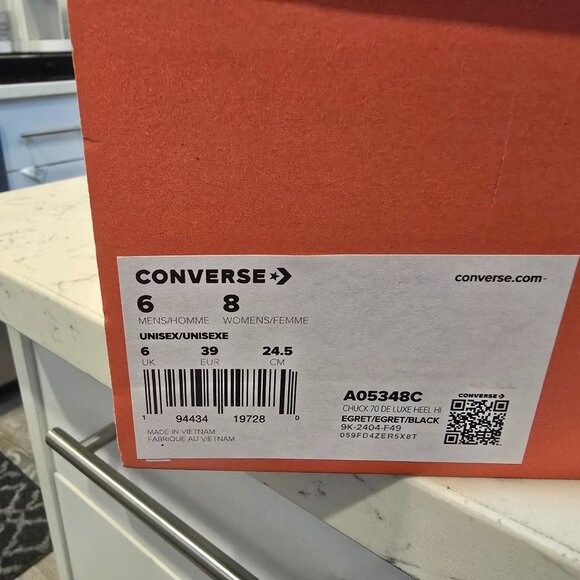 CONVERSE
converse.com
6 8
MENS/HOMME WOMENS/FEMME
UNISEX/UNISEXE
6 39 24.5
UK EUR CM
1 94434 19728 0
MADE IN VIETNAM
FABRIQUE AU VIETNAM
A05348C
CHUCK 70 DE LUXE HEEL HI
EGRET/EGRET/BLACK
9K-2404-F49
059FD4ZER5X8T
CONVERSE